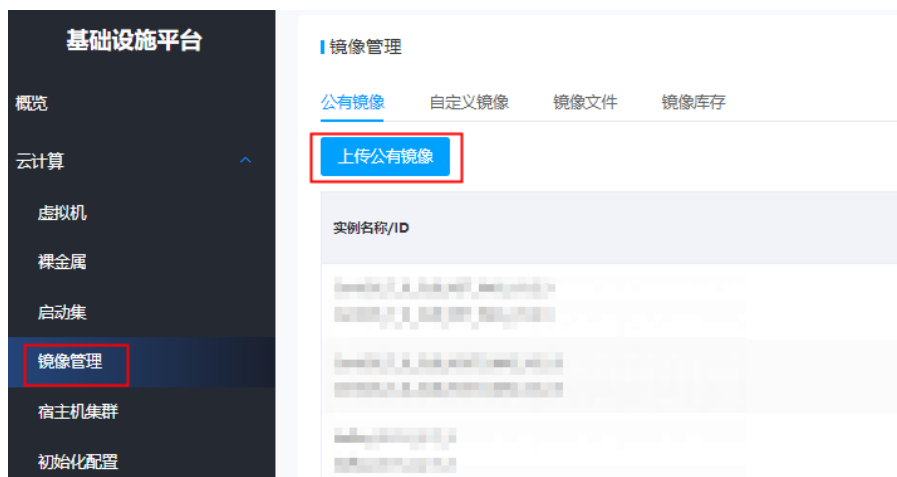 基础设施平台
概览
云计算
虚拟机
裸金属
启动集
镜像管理
宿主机集群
初始化配置
镜像管理
公有镜像 自定义镜像 镜像文件 镜像库存
上传公有镜像
实例名称/ID